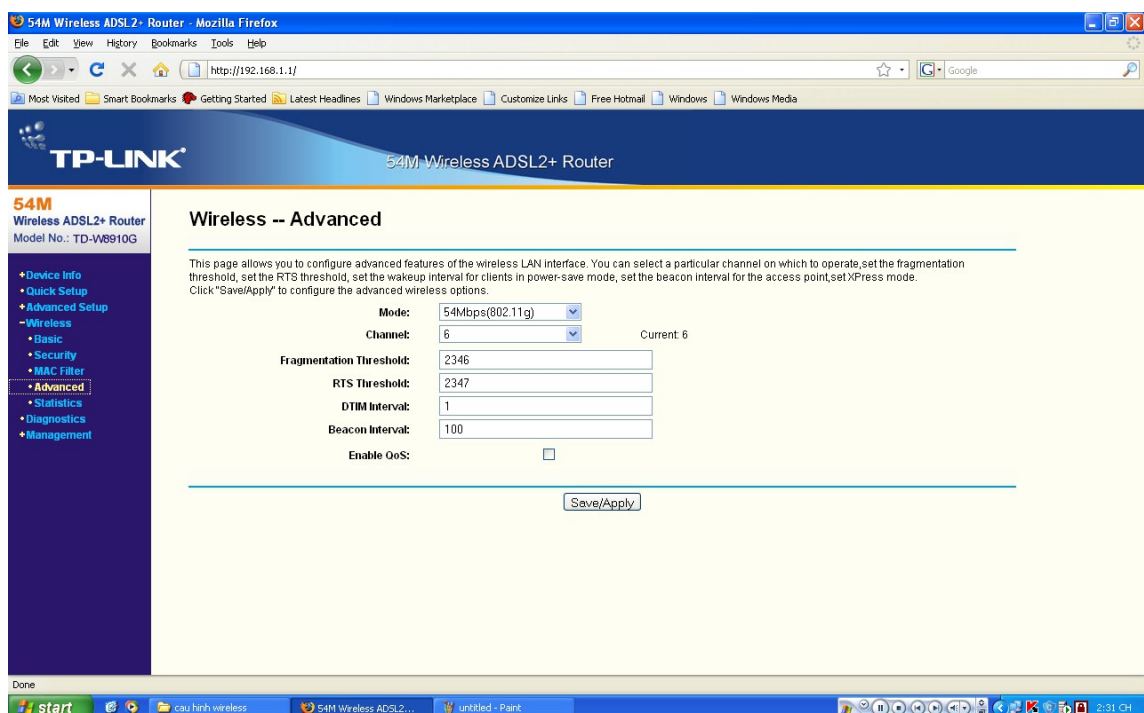 54M Wireless ADSL2+ Router - Mozilla Firefox
File Edit View History Bookmarks Tools Help
http://192.168.1.1/
G Google
Most Visited Smart Bookmarks Getting Started Latest Headlines Windows Marketplace Customize Links Free Hotmail Windows Windows Media
TP-LINK®
54M Wireless ADSL2+ Router
54M
Wireless ADSL2+ Router
Model No.: TD-W8910G
+Device Info
•Quick Setup
+Advanced Setup
-Wireless
•Basic
•Security
•MAC Filter
•Advanced
•Statistics
•Diagnostics
+Management
Wireless -- Advanced
This page allows you to configure advanced features of the wireless LAN interface. You can select a particular channel on which to operate,set the fragmentation
threshold, set the RTS threshold, set the wakeup interval for clients in power-save mode, set the beacon interval for the access point,set XPress mode.
Click "Save/Apply" to configure the advanced wireless options.
Mode: 54Mbps(802.11g)
Channel: 6 Current: 6
Fragmentation Threshold: 2346
RTS Threshold: 2347
DTIM Interval: 1
Beacon Interval: 100
Enable QoS:
Save/Apply
Done
start cau hinh wireless 54M Wireless ADSL2... untitled - Paint 2:31 CH